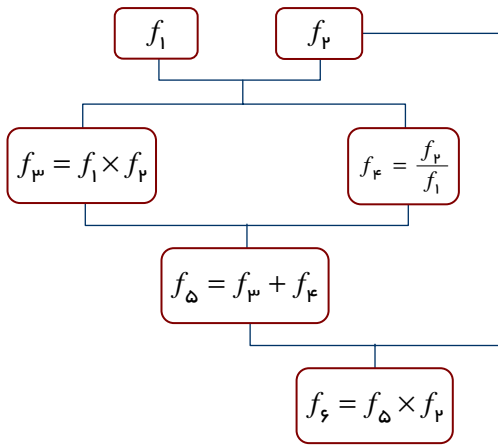 f۱
f۲
f۳ = f۱ × f۲
f۴ = f۲ / f۱
f۵ = f۳ + f۴
f۶ = f۵ × f۲